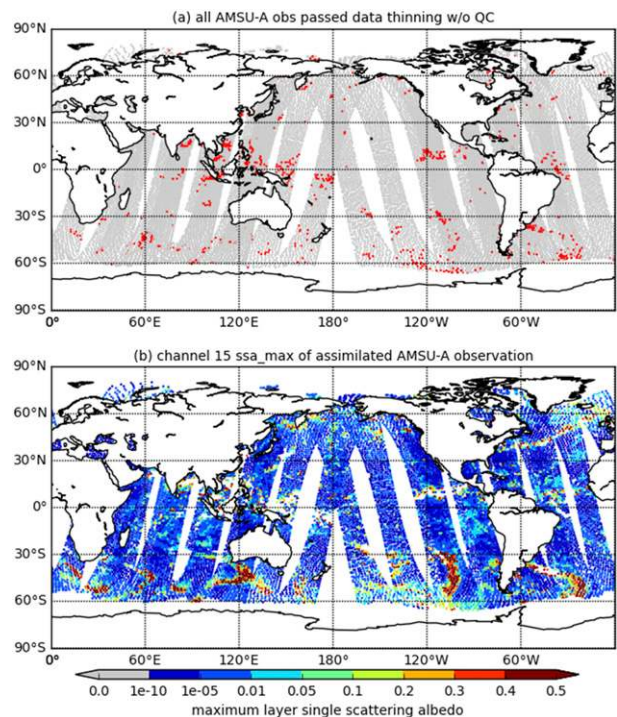 (a) all AMSU-A obs passed data thinning w/o QC
90°N
60°N
30°N
0°
30°S
60°S
90°S
0° 60°E 120°E 180° 120°W 60°W
(b) channel 15 ssa_max of assimilated AMSU-A observation
90°N
60°N
30°N
0°
30°S
60°S
90°S
0° 60°E 120°E 180° 120°W 60°W
0.0 1e-10 1e-05 0.01 0.05 0.1 0.2 0.3 0.4 0.5
maximum layer single scattering albedo